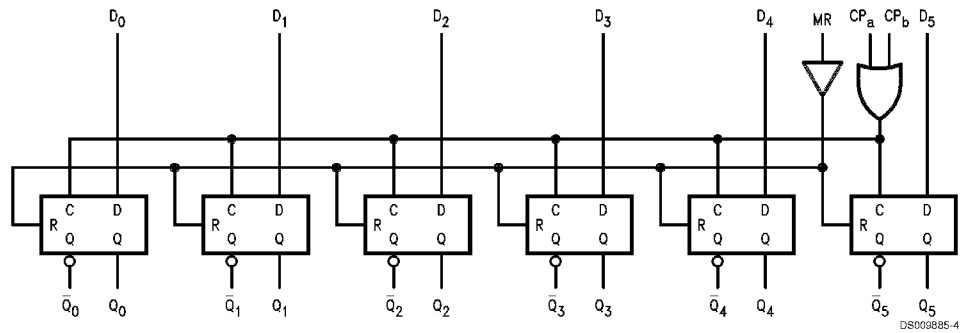 D₀ D₁ D₂ D₃ D₄ MR CPₐ CP_b D₅
C D C D C D C D C D C D
R R R R R R
Q Q Q Q Q Q Q Q Q Q Q Q
Q̅₀ Q₀ Q̅₁ Q₁ Q̅₂ Q₂ Q̅₃ Q₃ Q̅₄ Q₄ Q̅₅ Q₅
DS009885-4